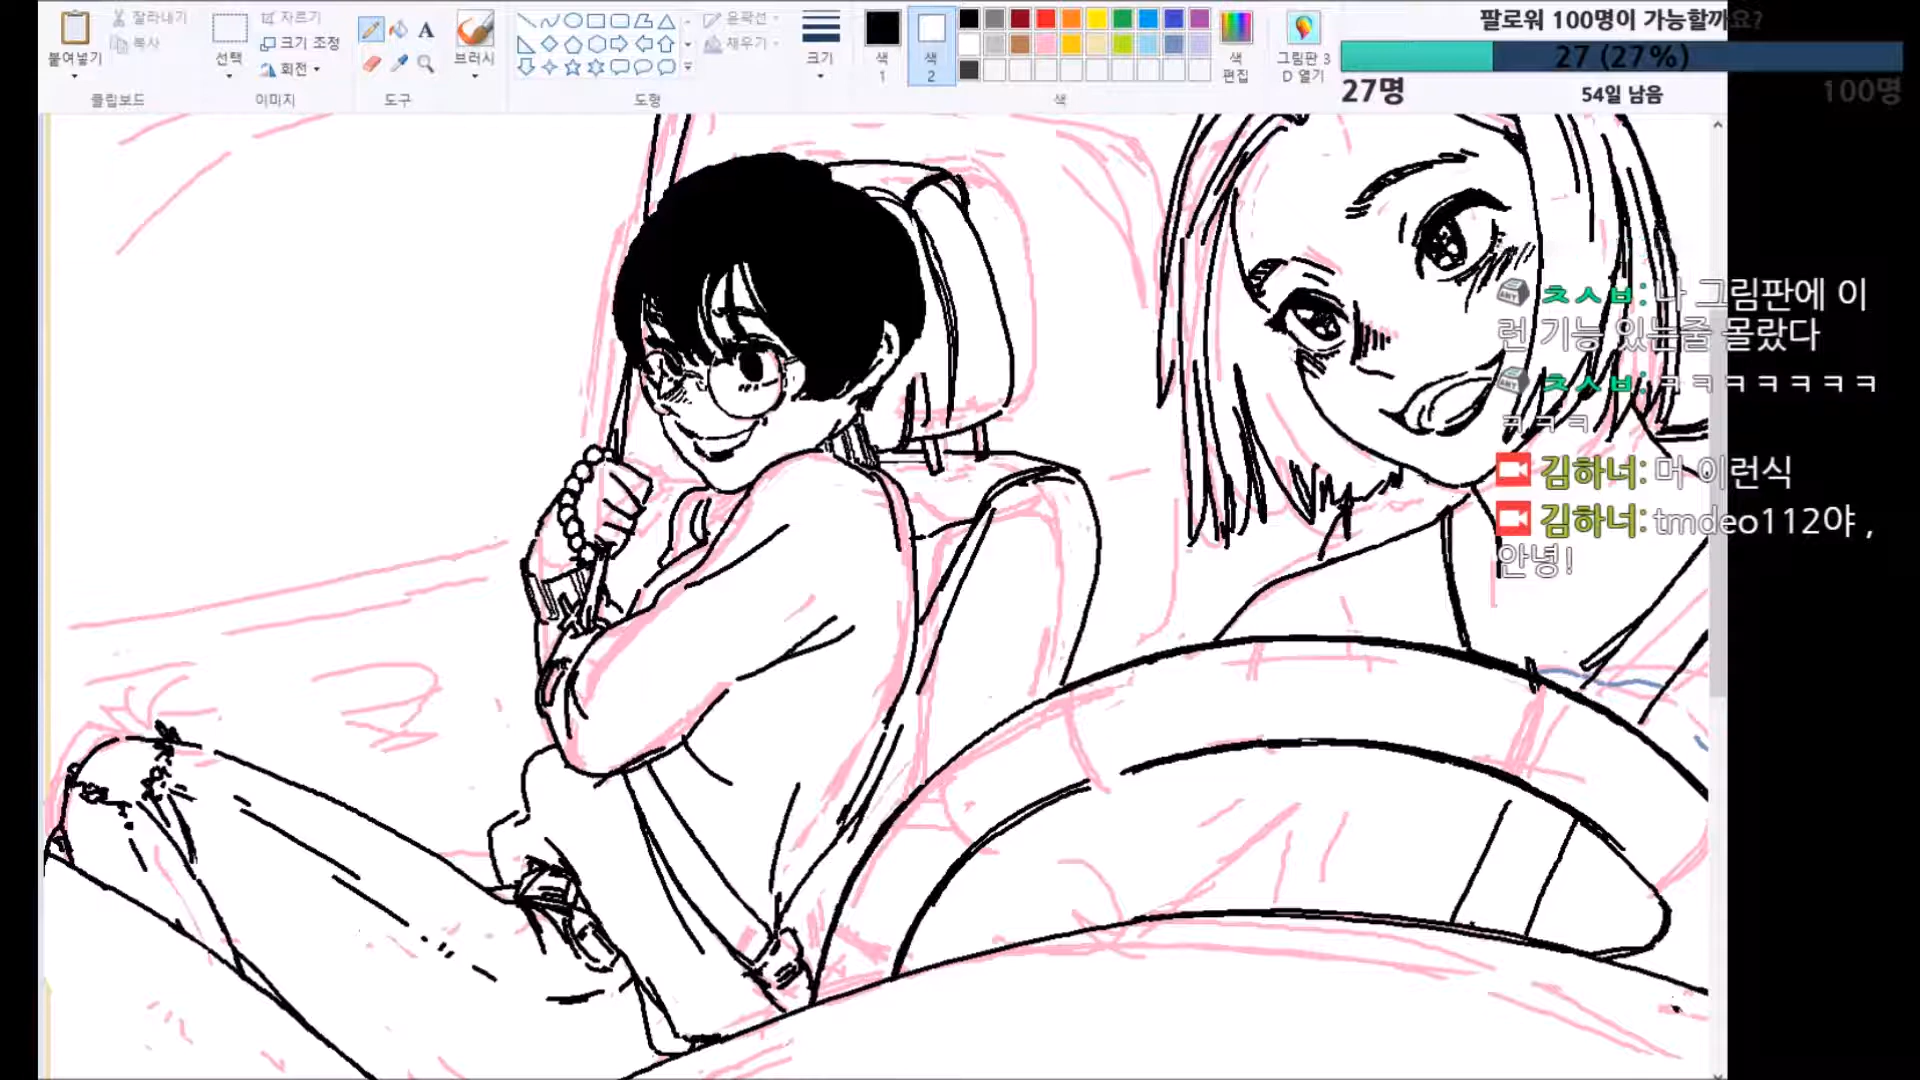 붙여넣기
잘라내기
복사
클립보드
선택
자르기
크기 조정
회전
이미지
A
도구
브러시
도형
윤곽선
채우기
크기
색
1
색
2
색
색
편집
그림판 3
D 열기
팔로워 100명이 가능할까요?
27 (27%)
27명
54일 남음
100명
ㅊㅅㅂ: 나 그림판에 이
런 기능 있는줄 몰랐다
ㅊㅅㅂ: ㅋㅋㅋㅋㅋㅋㅋ
ㅋㅋㅋ
김하너: 머 이런식
김하너: tmdeo112야 ,
안녕!